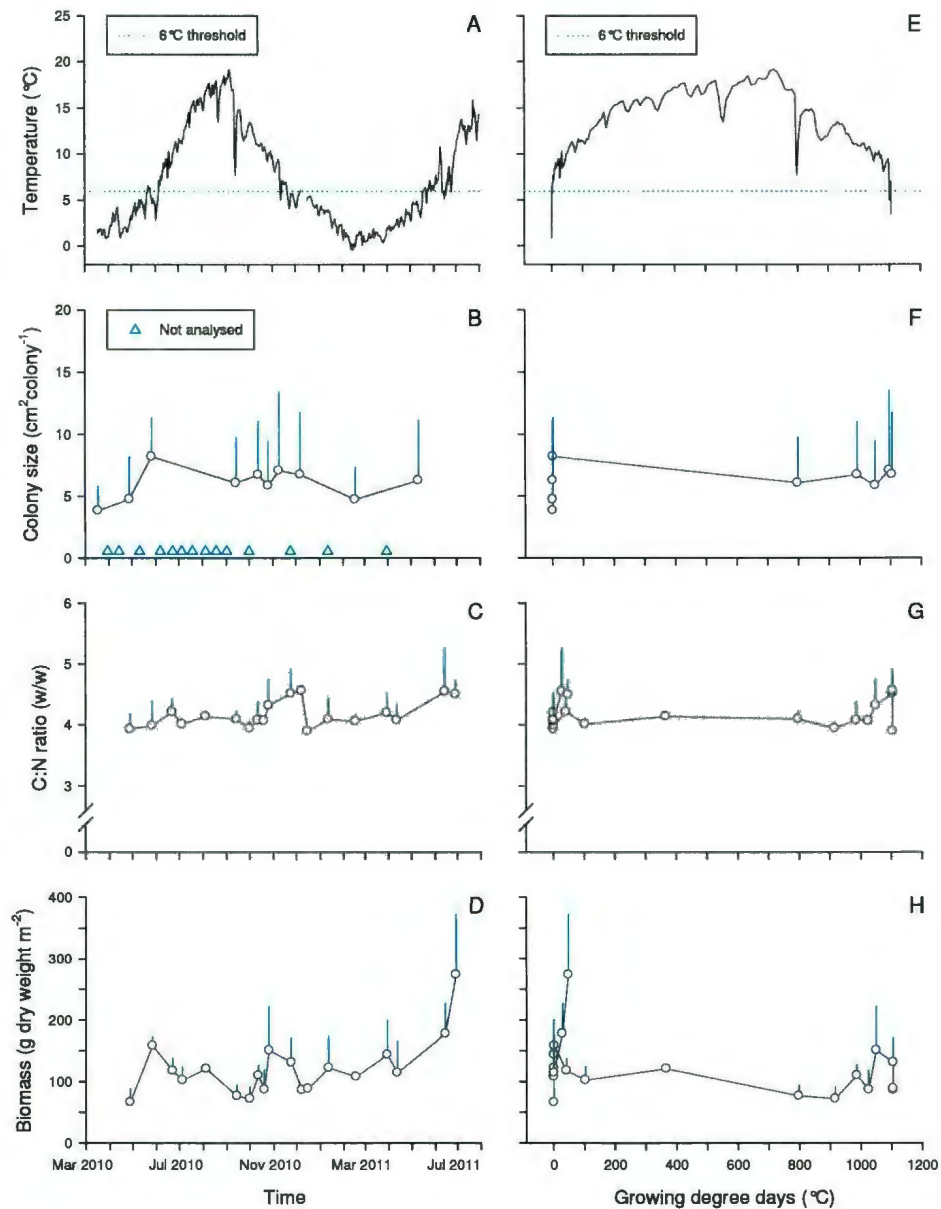 A
6°C threshold
Temperature (°C)
25
20
15
10
5
0
E
6°C threshold
B
Not analysed
Colony size (cm² colony⁻¹)
20
15
10
5
0
F
C
C:N ratio (w/w)
6
5
4
3
0
G
D
Biomass (g dry weight m⁻²)
400
300
200
100
0
Mar 2010
Jul 2010
Nov 2010
Mar 2011
Jul 2011
Time
H
0
200
400
600
800
1000
1200
Growing degree days (°C)